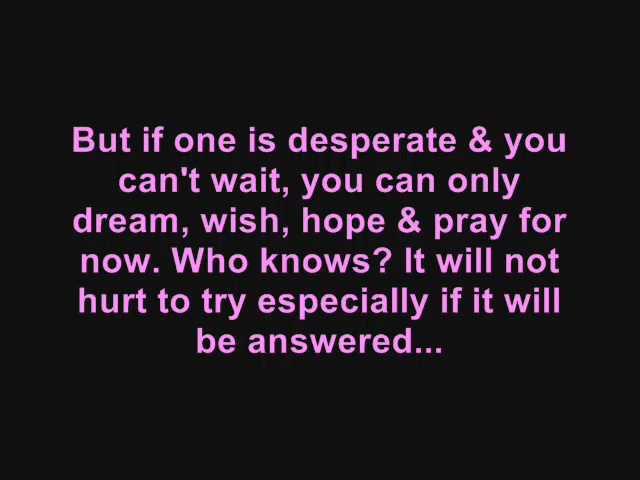 But if one is desperate & you
can't wait, you can only
dream, wish, hope & pray for
now. Who knows? It will not
hurt to try especially if it will
be answered...